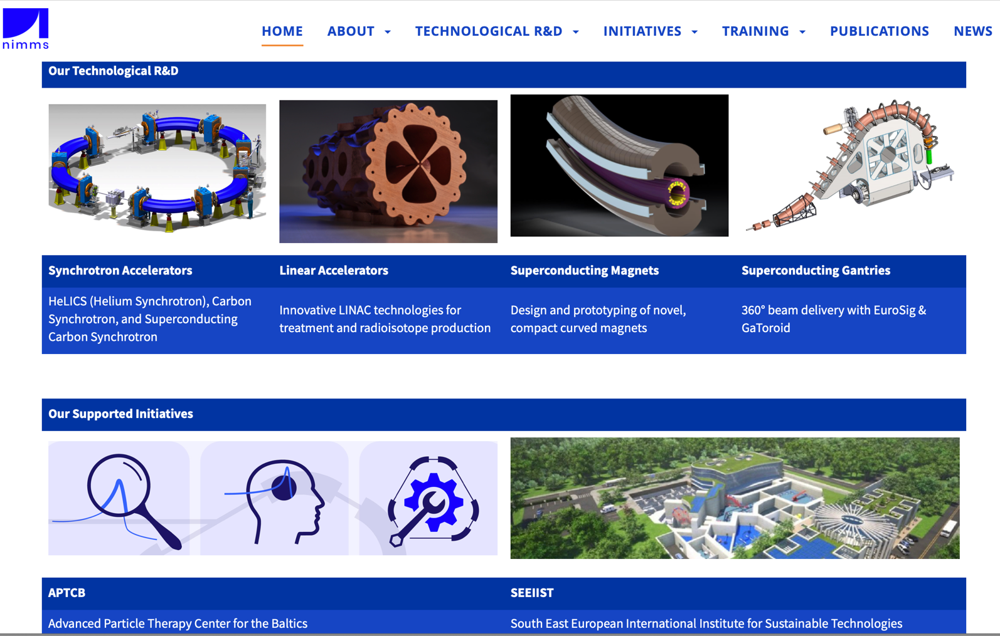 nimms
HOME
ABOUT
TECHNOLOGICAL R&D
INITIATIVES
TRAINING
PUBLICATIONS
NEWS
Our Technological R&D
Synchrotron Accelerators
HeLICS (Helium Synchrotron), Carbon
Synchrotron, and Superconducting
Carbon Synchrotron
Linear Accelerators
Innovative LINAC technologies for
treatment and radioisotope production
Superconducting Magnets
Design and prototyping of novel,
compact curved magnets
Superconducting Gantries
360° beam delivery with EuroSig &
GaToroid
Our Supported Initiatives
APTCB
Advanced Particle Therapy Center for the Baltics
SEEIIST
South East European International Institute for Sustainable Technologies